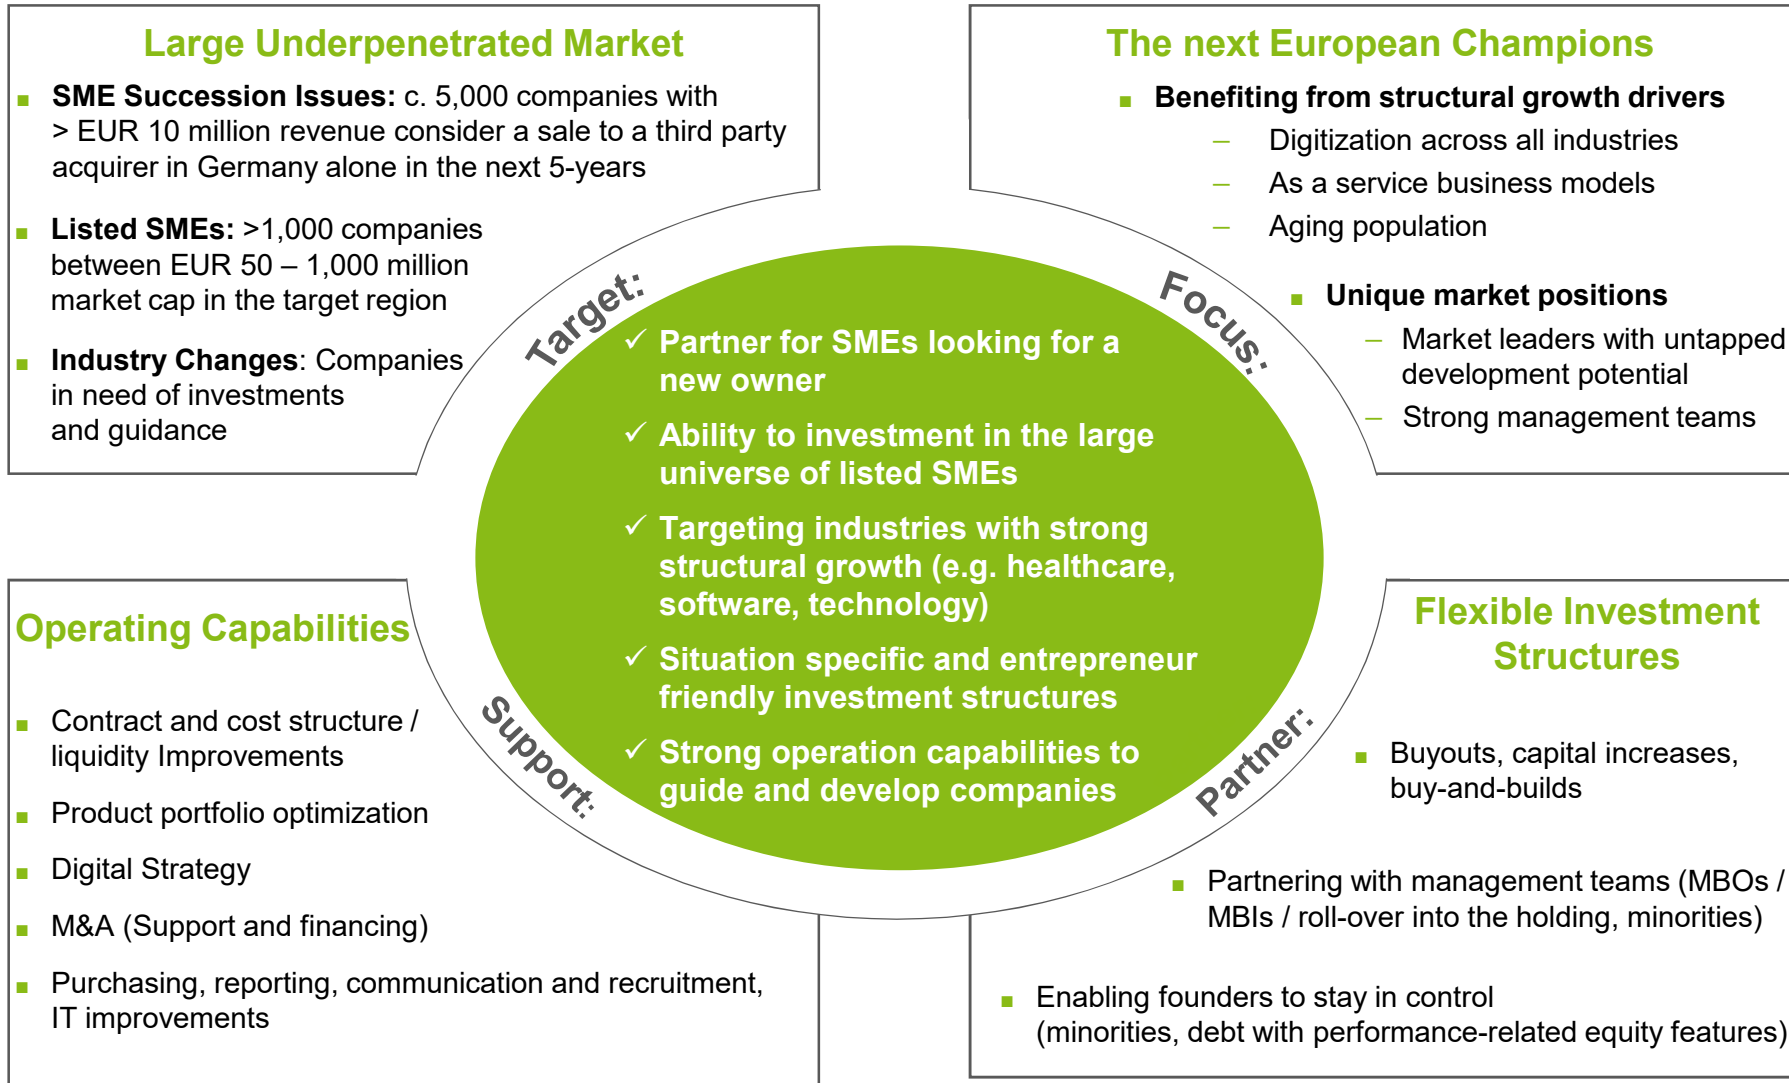 Large Underpenetrated Market
▪ SME Succession Issues: c. 5,000 companies with
> EUR 10 million revenue consider a sale to a third party
acquirer in Germany alone in the next 5-years
▪ Listed SMEs: >1,000 companies
between EUR 50 – 1,000 million
market cap in the target region
▪ Industry Changes: Companies
in need of investments
and guidance
The next European Champions
▪ Benefiting from structural growth drivers
– Digitization across all industries
– As a service business models
– Aging population
▪ Unique market positions
– Market leaders with untapped
development potential
– Strong management teams
Target:
Focus:
✓ Partner for SMEs looking for a
new owner
✓ Ability to investment in the large
universe of listed SMEs
✓ Targeting industries with strong
structural growth (e.g. healthcare,
software, technology)
✓ Situation specific and entrepreneur
friendly investment structures
✓ Strong operation capabilities to
guide and develop companies
Support:
Partner:
Operating Capabilities
▪ Contract and cost structure /
liquidity Improvements
▪ Product portfolio optimization
▪ Digital Strategy
▪ M&A (Support and financing)
▪ Purchasing, reporting, communication and recruitment,
IT improvements
Flexible Investment
Structures
▪ Buyouts, capital increases,
buy-and-builds
▪ Partnering with management teams (MBOs /
MBIs / roll-over into the holding, minorities)
▪ Enabling founders to stay in control
(minorities, debt with performance-related equity features)